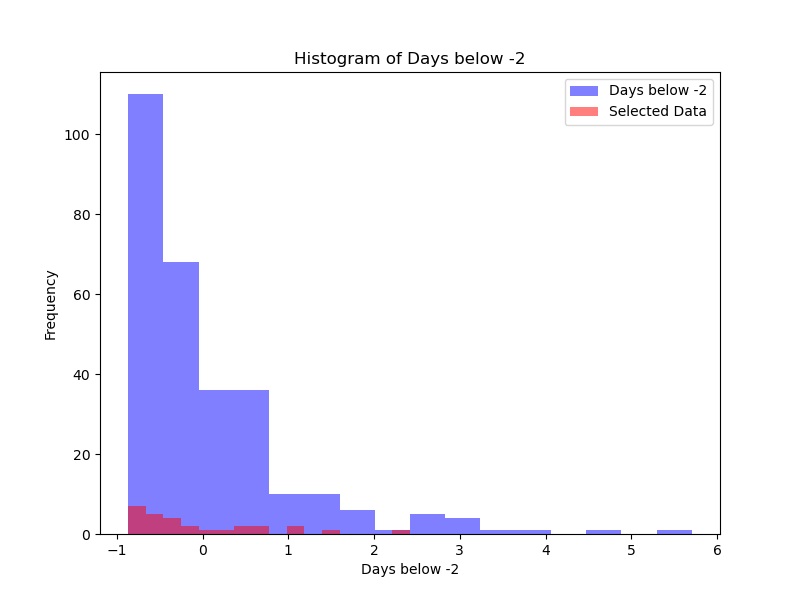 Histogram of Days below -2
Days below -2
Selected Data
Frequency
100
80
60
40
20
0
−1 0 1 2 3 4 5 6
Days below -2